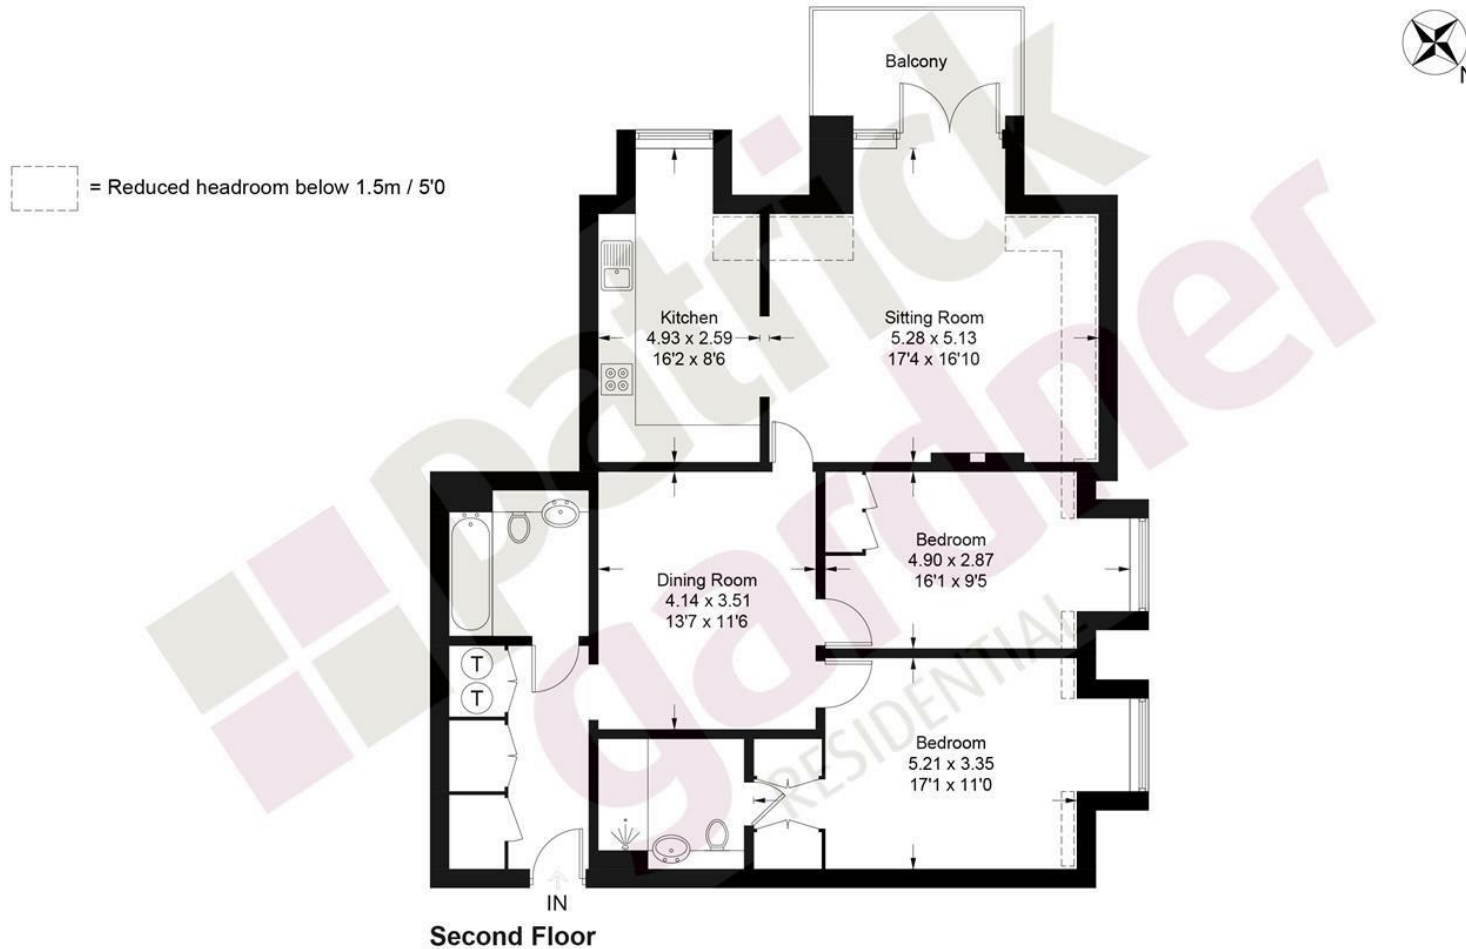 Balcony
N
= Reduced headroom below 1.5m / 5'0
Kitchen
4.93 x 2.59
16'2 x 8'6
Sitting Room
5.28 x 5.13
17'4 x 16'10
Bedroom
4.90 x 2.87
16'1 x 9'5
Dining Room
4.14 x 3.51
13'7 x 11'6
T
T
Bedroom
5.21 x 3.35
17'1 x 11'0
IN
Second Floor
patrick
gardner
RESIDENTIAL